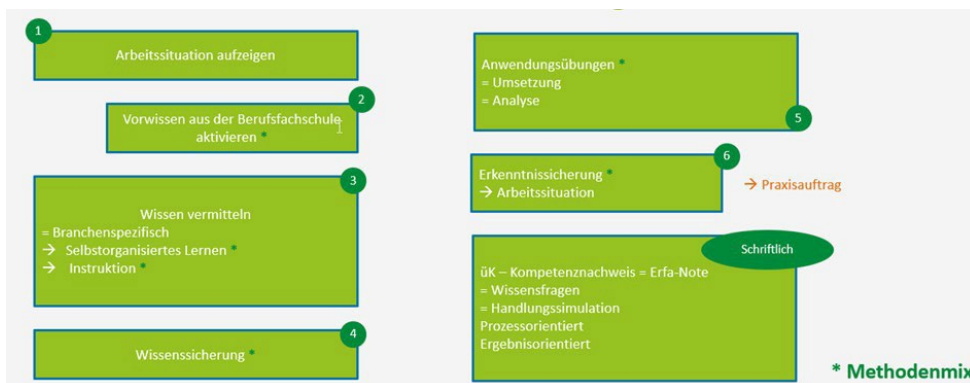 1
Arbeitssituation aufzeigen
2
Vorwissen aus der Berufsfachschule
aktivieren *
3
Wissen vermitteln
= Branchenspezifisch
→ Selbstorganisiertes Lernen *
→ Instruktion *
4
Wissenssicherung *
Anwendungsübungen *
= Umsetzung
= Analyse
5
6
Erkenntnissicherung *
→ Arbeitssituation
→ Praxisauftrag
Schriftlich
üK – Kompetenznachweis = Erfa-Note
= Wissensfragen
= Handlungssimulation
Prozessorientiert
Ergebnisorientiert
* Methodenmix